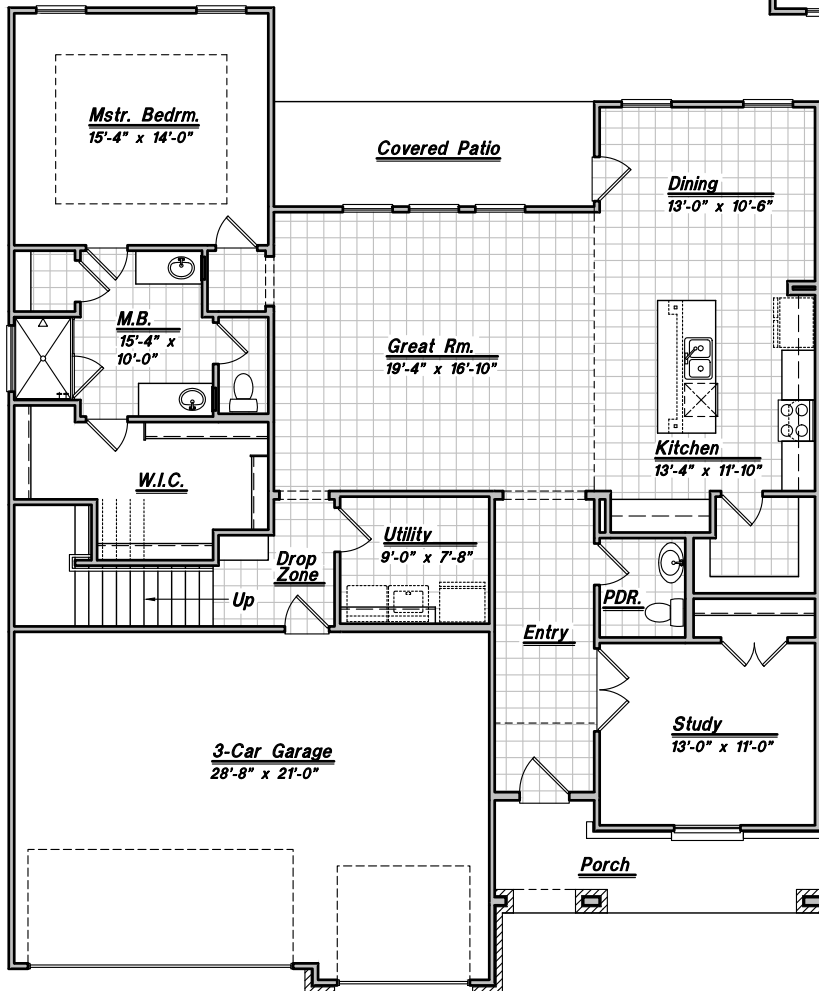 Mstr. Bedrm.
15'-4" x 14'-0"
Covered Patio
Dining
13'-0" x 10'-6"
M.B.
15'-4" x
10'-0"
Great Rm.
19'-4" x 16'-10"
Kitchen
13'-4" x 11'-10"
W.I.C.
Utility
9'-0" x 7'-8"
Drop
Zone
Up
PDR.
Entry
Study
13'-0" x 11'-0"
3-Car Garage
28'-8" x 21'-0"
Porch